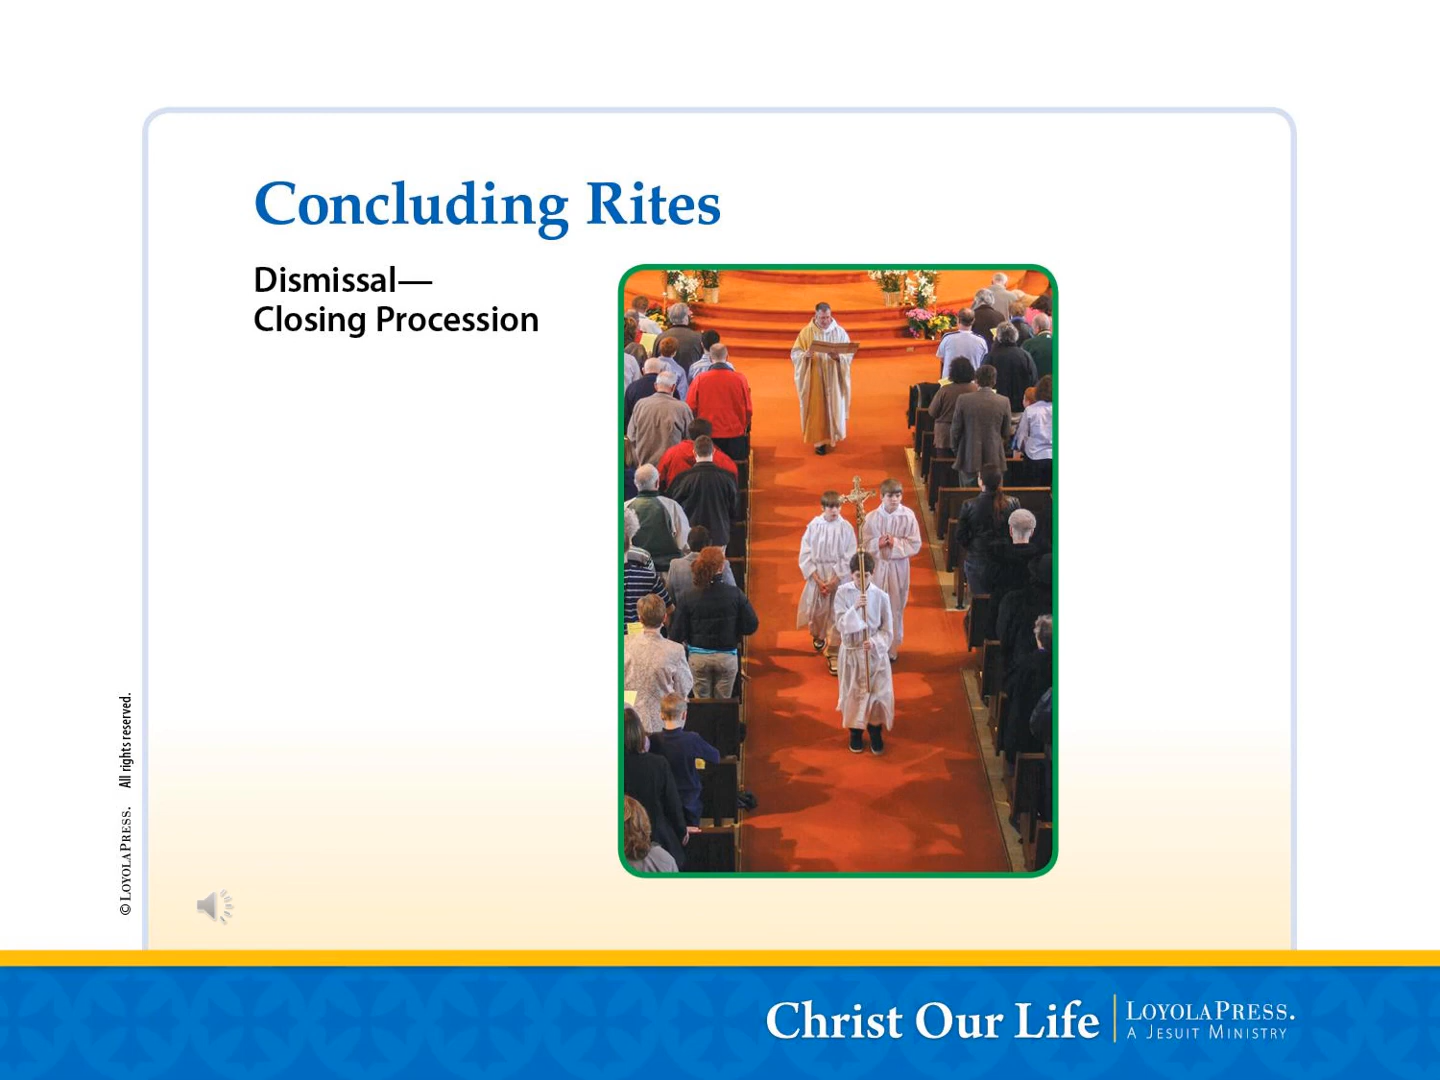 Concluding Rites
Dismissal—
Closing Procession
© LOYOLAPRESS. All rights reserved.
Christ Our Life
LOYOLAPRESS.
A JESUIT MINISTRY